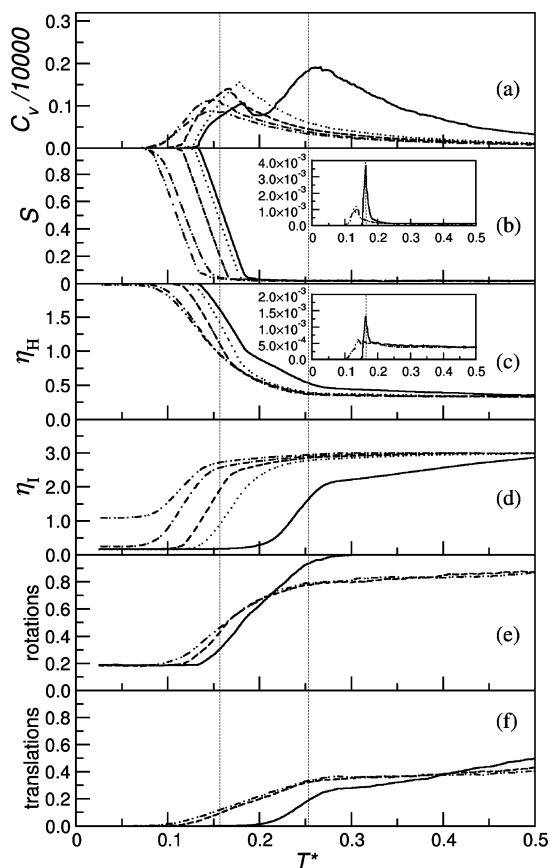 0.3
0.2
0.1
0.0
C_v /10000
(a)
0.8
0.6
0.4
0.2
0
S
(b)
4.0×10⁻³
3.0×10⁻³
2.0×10⁻³
1.0×10⁻³
0.0
0 0.1 0.2 0.3 0.4 0.5
2
1.5
1.0
0.5
0.0
η_H
(c)
2.0×10⁻³
1.5×10⁻³
1.0×10⁻³
5.0×10⁻⁴
0.0
0 0.1 0.2 0.3 0.4 0.5
3.0
2.0
1.0
0.0
η_I
(d)
0.8
0.6
0.4
0.2
0.0
rotations
(e)
0.8
0.6
0.4
0.2
0.0
translations
(f)
0 0.1 0.2 0.3 0.4 0.5
T*